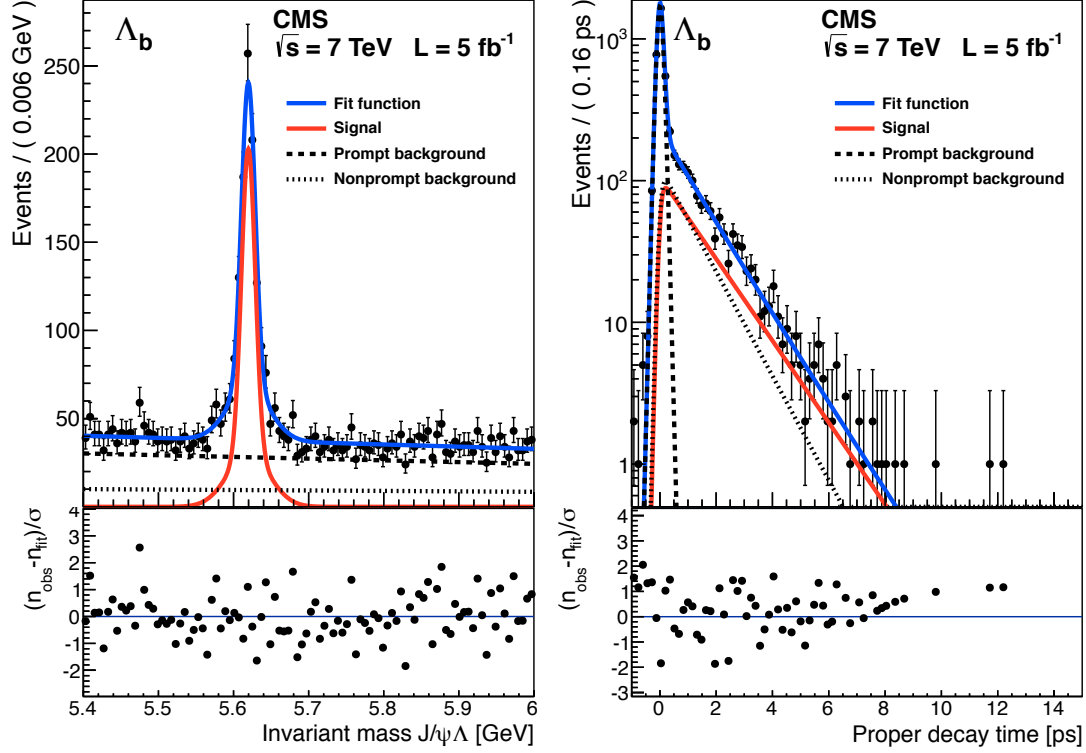 Λb
CMS
√s = 7 TeV L = 5 fb-1
Events / ( 0.006 GeV )
250
200
150
100
50
Fit function
Signal
Prompt background
Nonprompt background
(nobs-nfit)/σ
4
3
2
1
0
-1
-2
5.4 5.5 5.6 5.7 5.8 5.9 6
Invariant mass J/ψΛ [GeV]
Λb
CMS
√s = 7 TeV L = 5 fb-1
Events / ( 0.16 ps )
10³
10²
10
1
Fit function
Signal
Prompt background
Nonprompt background
(nobs-nfit)/σ
4
3
2
1
0
-1
-2
-3
0 2 4 6 8 10 12 14
Proper decay time [ps]